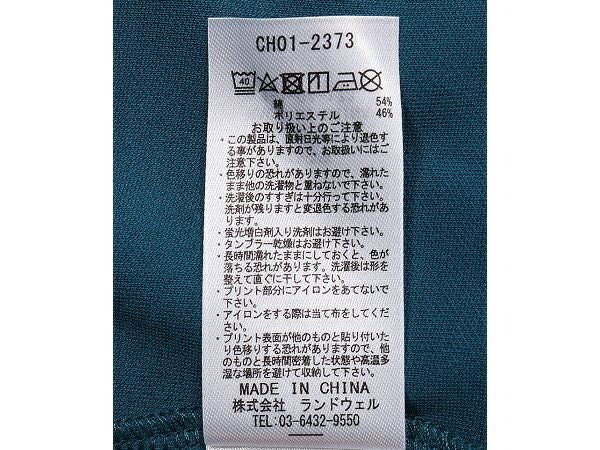 CH01-2373
40
綿 54%
ポリエステル 46%
お取り扱い上のご注意
・この製品は、直射日光等により退色す
る事がありますので、お取扱いにはご
注意下さい。
・色移りの恐れがありますので、濡れた
まま他の洗濯物と重ねないで下さい。
・洗濯後のすすぎは十分行って下さい。
洗剤が残りますと変退色する恐れがあ
ります。
・蛍光増白剤入り洗剤はお避け下さい。
・タンブラー乾燥はお避け下さい。
・長時間濡れたままにしておくと、色が
落ちる恐れがあります。洗濯後は形を
整えて直ぐに干して下さい。
・プリント部分にアイロンをあてないで
下さい。
・アイロンをする際は当て布をしてくだ
さい。
・プリント表面が他のものと貼り付いた
り色移りする恐れがありますので、他
のものと長時間密着した状態や高温多
湿な場所を避けて収納して下さい。
MADE IN CHINA
株式会社 ランドウェル
TEL:03-6432-9550